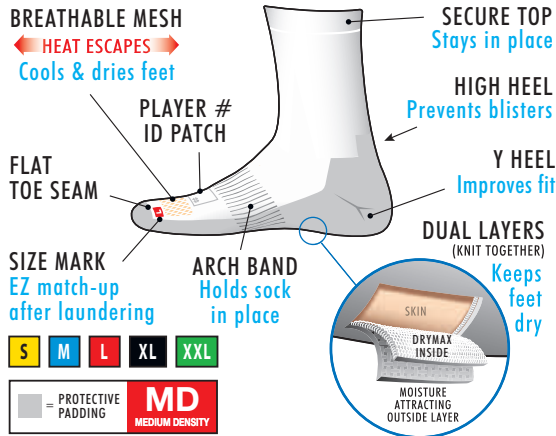 BREATHABLE MESH
HEAT ESCAPES
Cools & dries feet
PLAYER #
ID PATCH
FLAT
TOE SEAM
SIZE MARK
EZ match-up
after laundering
ARCH BAND
Holds sock
in place
SECURE TOP
Stays in place
HIGH HEEL
Prevents blisters
Y HEEL
Improves fit
DUAL LAYERS
(KNIT TOGETHER)
Keeps
feet
dry
SKIN
DRYMAX
INSIDE
MOISTURE
ATTRACTING
OUTSIDE LAYER
S M L XL XXL
= PROTECTIVE
PADDING
MD
MEDIUM DENSITY